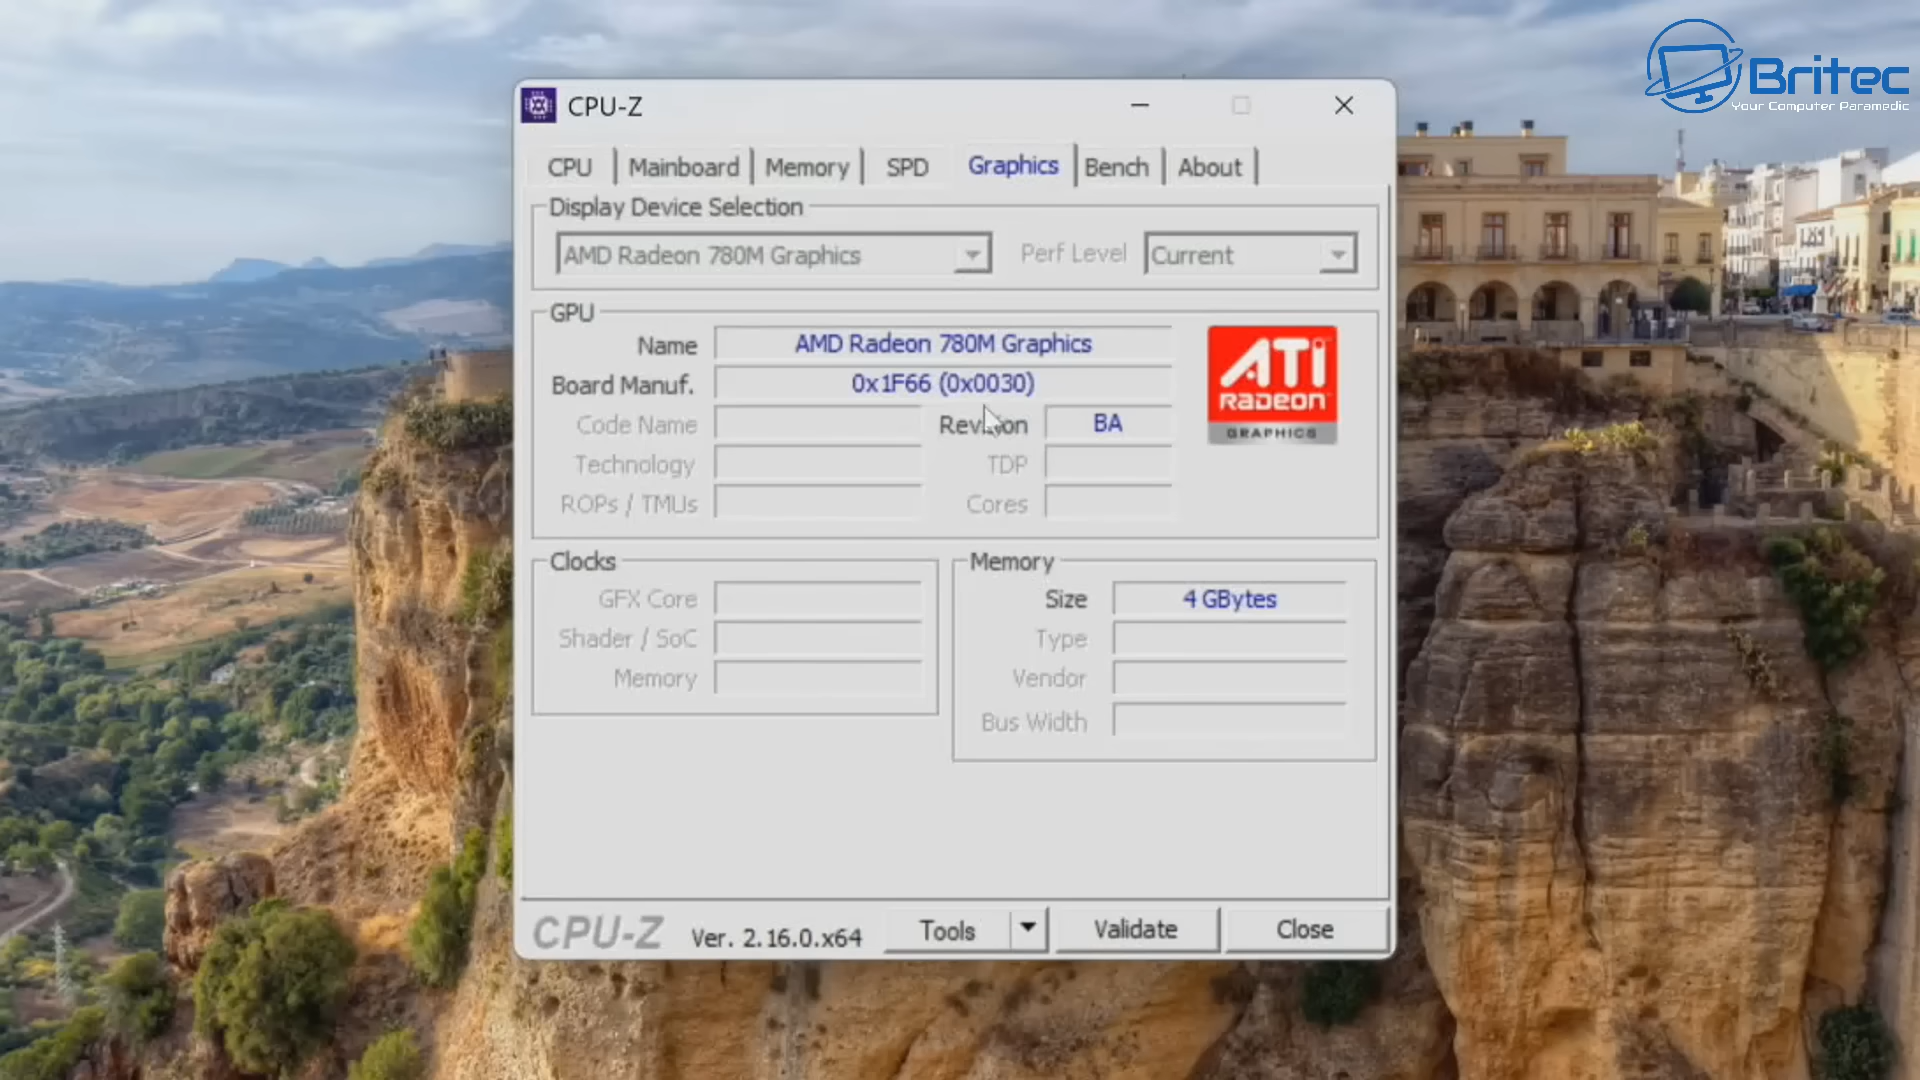 Britec
Your Computer Paramedic
CPU-Z
CPU Mainboard Memory SPD Graphics Bench About
Display Device Selection
AMD Radeon 780M Graphics Perf Level Current
GPU
Name AMD Radeon 780M Graphics
ATI
RADEON
GRAPHICS
Board Manuf. 0x1F66 (0x0030)
Code Name Revision BA
Technology TDP
ROPs / TMUs Cores
Clocks
GFX Core
Shader / SoC
Memory
Memory
Size 4 GBytes
Type
Vendor
Bus Width
CPU-Z Ver. 2.16.0.x64 Tools Validate Close